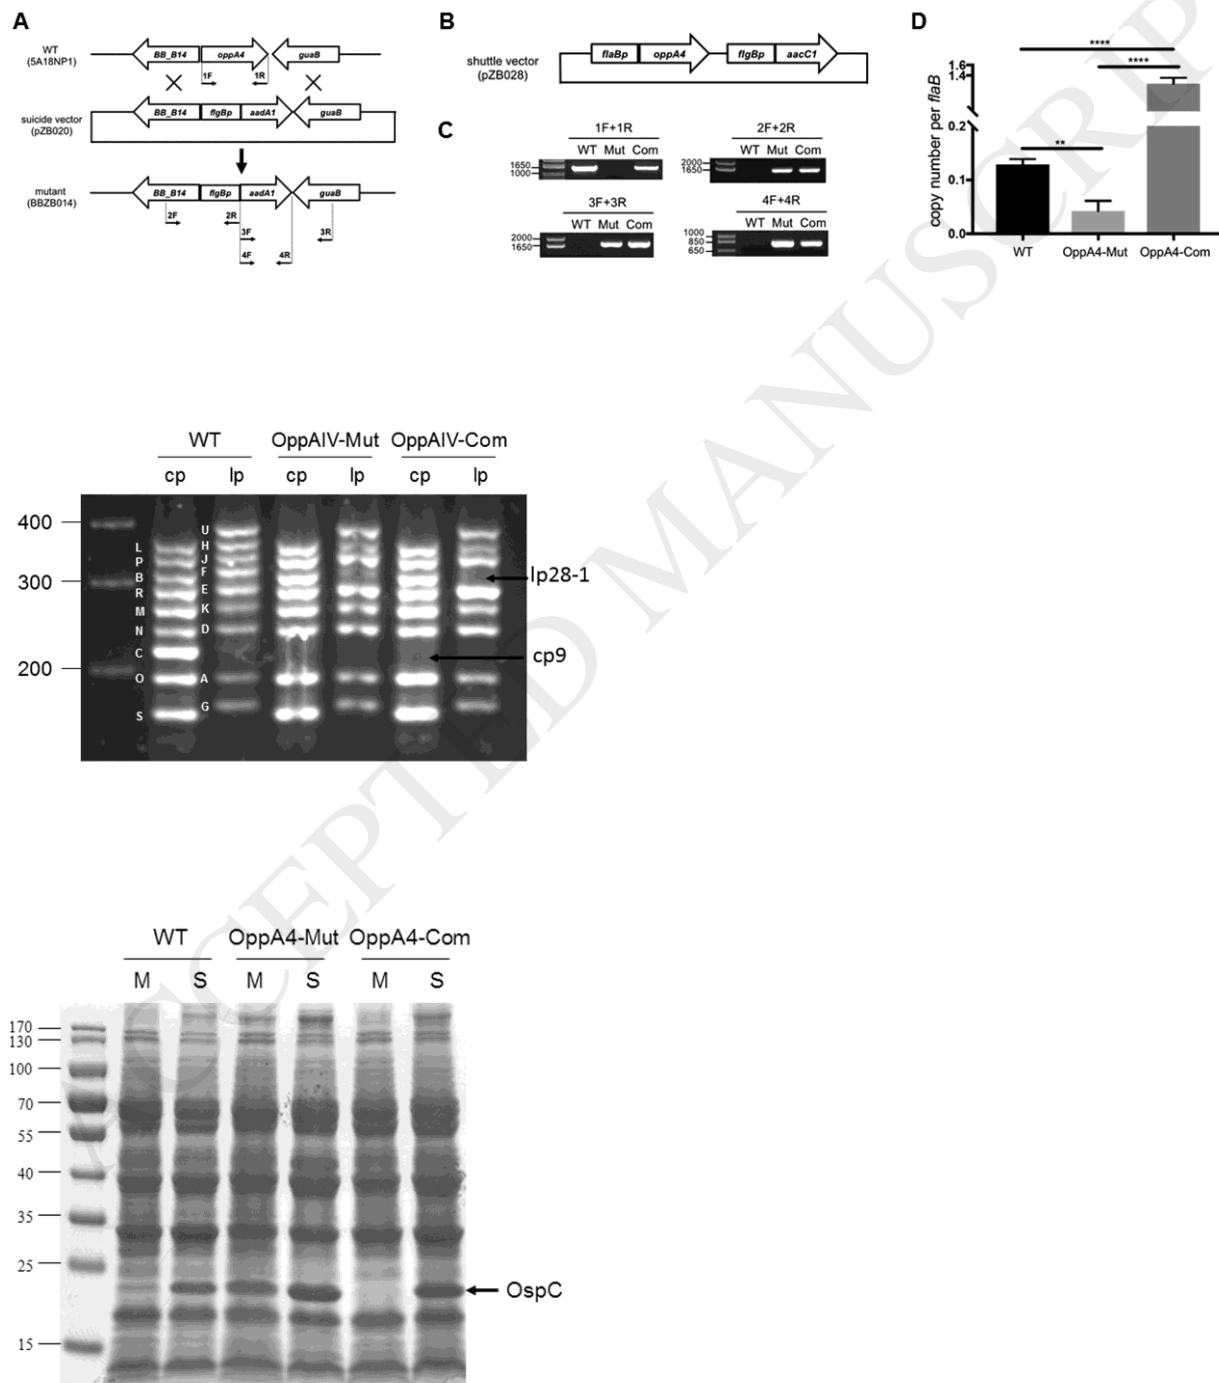 A
WT
(5A18NP1)
BB_B14
oppA4
guaB
1F
1R
suicide vector
(pZB020)
BB_B14
flgBp
aadA1
guaB
mutant
(BBZB014)
BB_B14
flgBp
aadA1
guaB
2F
2R
3F
3R
4F
4R
B
shuttle vector
(pZB028)
flaBp
oppA4
flgBp
aacC1
C
1F+1R
WT Mut Com
1650
1000
2F+2R
WT Mut Com
2000
1650
3F+3R
WT Mut Com
2000
1650
4F+4R
WT Mut Com
1000
850
650
D
copy number per flaB
1.6
1.4
0.2
0.1
0.0
****
****
**
WT
OppA4-Mut
OppA4-Com
WT OppAIV-Mut OppAIV-Com
cp lp cp lp cp lp
400
300
200
L
P
B
R
M
N
C
O
S
U
H
J
F
E
K
D
A
G
lp28-1
cp9
WT OppA4-Mut OppA4-Com
M S M S M S
170
130
100
70
55
40
35
25
15
OspC
ACCEPTED MANUSCRIP